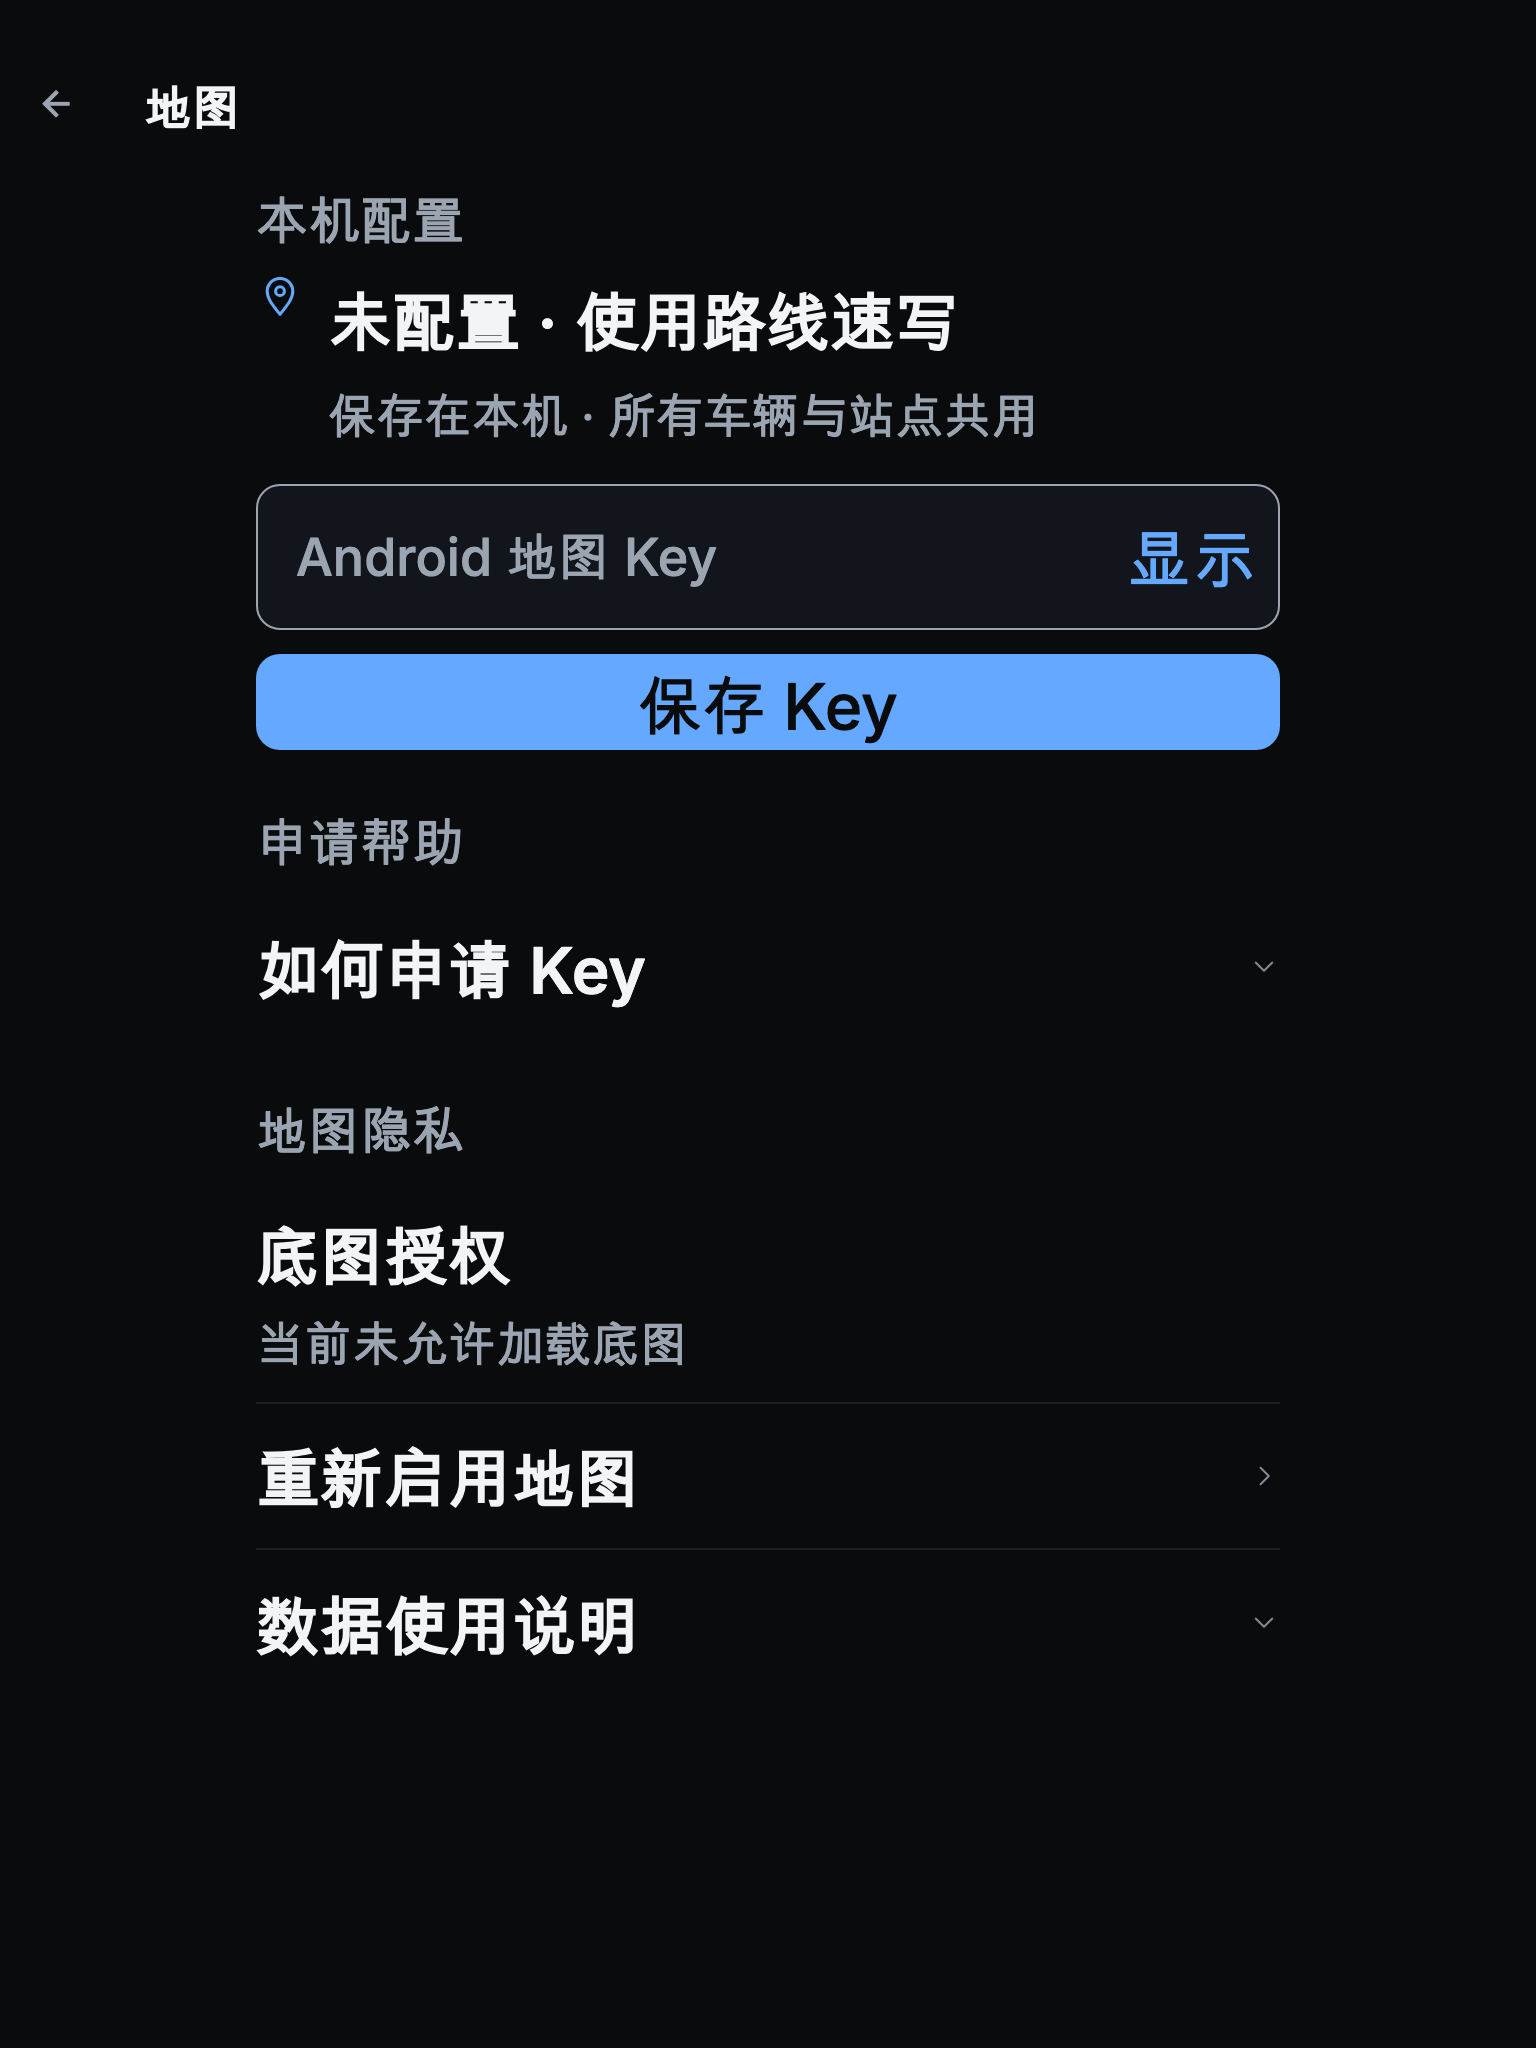 地图
本机配置
未配置 · 使用路线速写
保存在本机 · 所有车辆与站点共用
Android 地图 Key
显示
保存 Key
申请帮助
如何申请 Key
地图隐私
底图授权
当前未允许加载底图
重新启用地图
数据使用说明